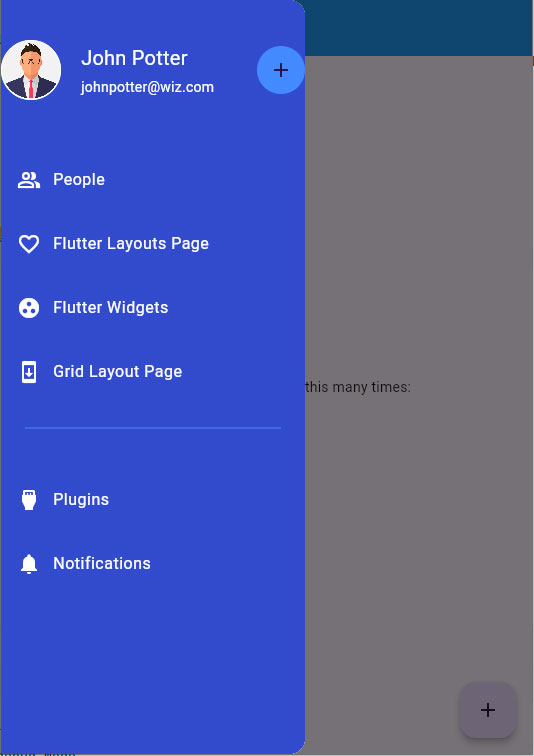 John Potter
johnpotter@wiz.com
People
Flutter Layouts Page
Flutter Widgets
Grid Layout Page
this many times:
Plugins
Notifications